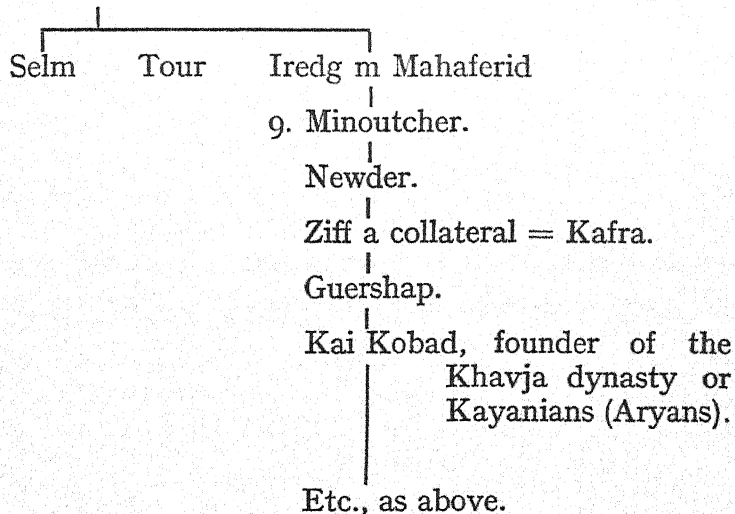 Selm Tour Iredg m Mahaferid
9. Minoutcher.
Newder.
Ziff a collateral = Kafra.
Guershap.
Kai Kobad, founder of the
Khavja dynasty or
Kayanians (Aryans).
Etc., as above.